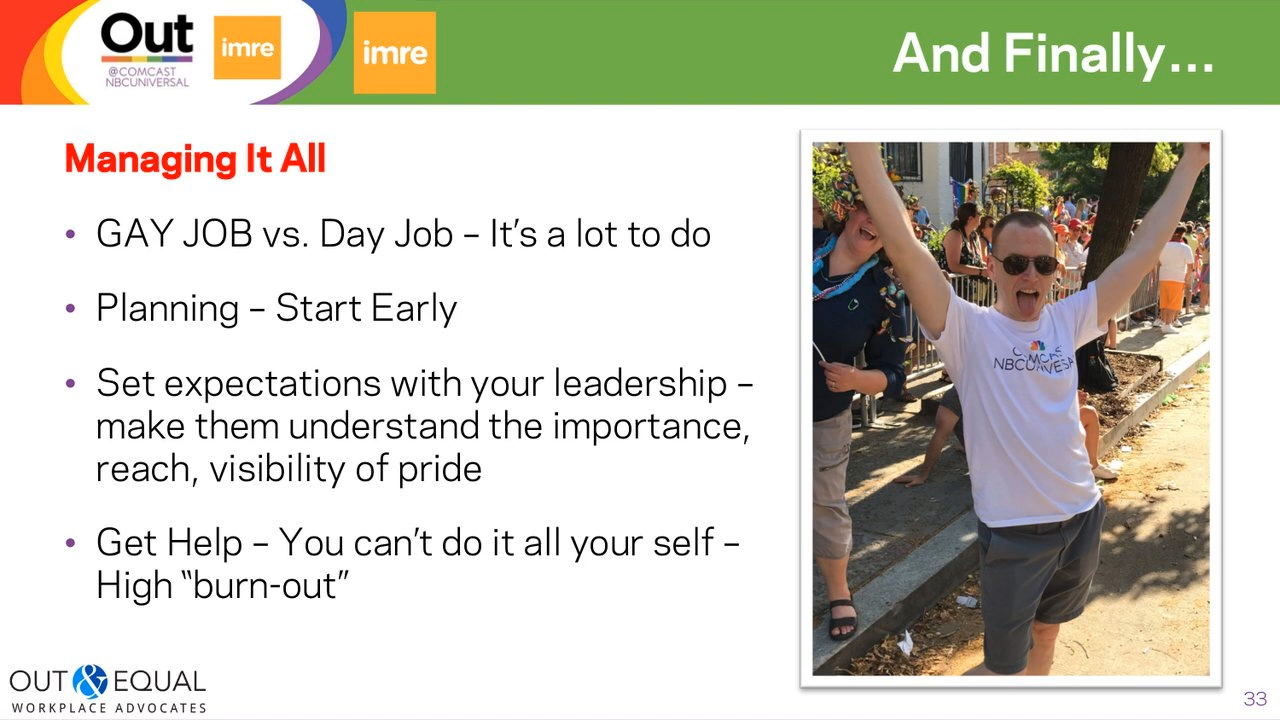 Out
@COMCAST
NBCUNIVERSAL
imre
imre
And Finally...
Managing It All
• GAY JOB vs. Day Job – It’s a lot to do
• Planning – Start Early
• Set expectations with your leadership –
make them understand the importance,
reach, visibility of pride
• Get Help – You can’t do it all your self –
High “burn-out”
COMCAST
NBCUNIVERSAL
OUT & EQUAL
WORKPLACE ADVOCATES
33